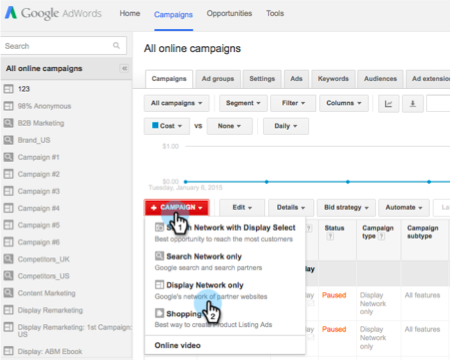 Google AdWords
Home
Campaigns
Opportunities
Tools
Search
All online campaigns
123
98% Anonymous
B2B Marketing
Brand_US
Campaign #1
Campaign #2
Campaign #3
Campaign #4
Campaign #5
Campaign #6
Competitors_UK
Competitors_US
Content Marketing
Display Remarketing
Display Remarketing: 1st Campaign:
US
Display: ABM Ebook
All online campaigns
Campaigns
Ad groups
Settings
Ads
Keywords
Audiences
Ad extension
All campaigns
Segment
Filter
Columns
Cost
vs
None
Daily
$1.00
$0.00
Tuesday, January 6, 2015
+ CAMPAIGN
Edit
Details
Bid strategy
Automate
1
Network with Display Select
Best opportunity to reach the most customers
Search Network only
Google search and search partners
Display Network only
Google's network of partner websites
2
Shopping
Best way to create Product Listing Ads
Online video
?
Status
?
Campaign
type ?
Campaign
subtype
lay
Paused
Display
Network
only
All features
Paused
Display
Network
only
All features